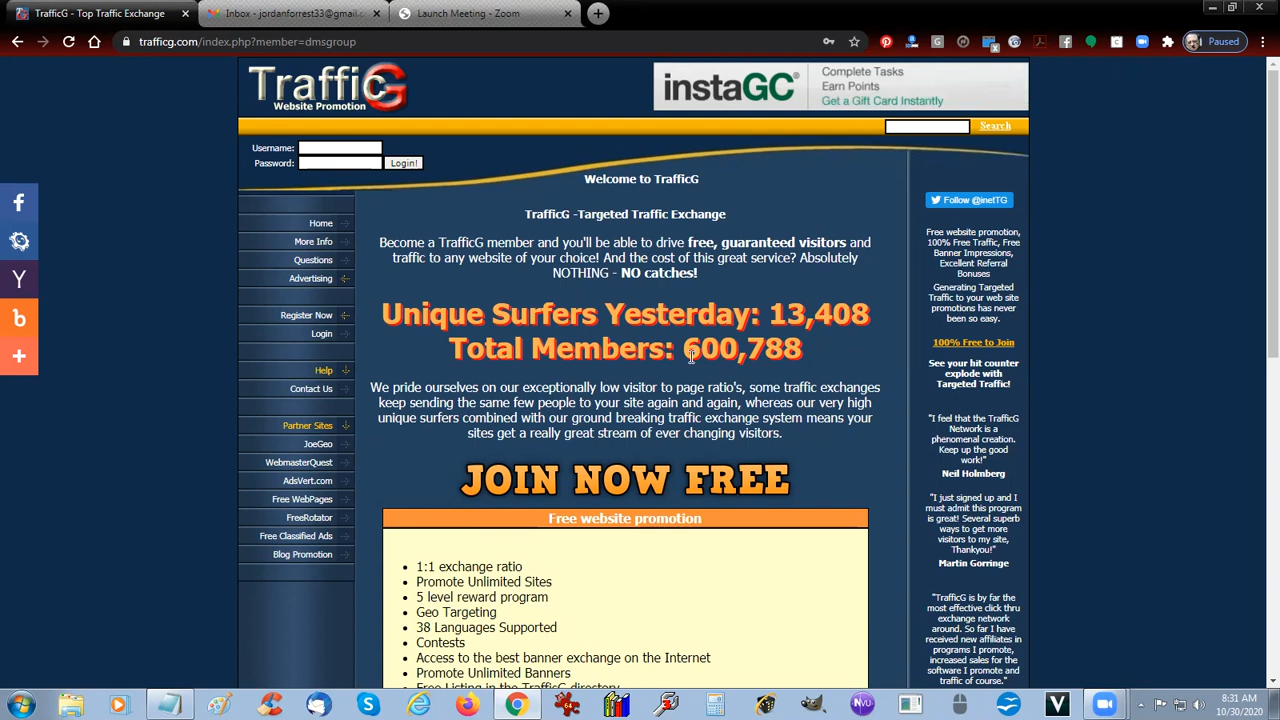 TrafficG - Top Traffic Exchange
Inbox - jordanforrest33@gmail.c
Launch Meeting - Zoom
trafficg.com/index.php?member=dmsgroup
Paused
TrafficG
Website Promotion
instaGC®
Complete Tasks
Earn Points
Get a Gift Card Instantly
Search
Username:
Password:
Login!
Welcome to TrafficG
TrafficG -Targeted Traffic Exchange
Become a TrafficG member and you'll be able to drive free, guaranteed visitors and
traffic to any website of your choice! And the cost of this great service? Absolutely
NOTHING - NO catches!
Unique Surfers Yesterday: 13,408
Total Members: 600,788
We pride ourselves on our exceptionally low visitor to page ratio's, some traffic exchanges
keep sending the same few people to your site again and again, whereas our very high
unique surfers combined with our ground breaking traffic exchange system means your
sites get a really great stream of ever changing visitors.
JOIN NOW FREE
Free website promotion
1:1 exchange ratio
Promote Unlimited Sites
5 level reward program
Geo Targeting
38 Languages Supported
Contests
Access to the best banner exchange on the Internet
Promote Unlimited Banners
Free Listing in the TrafficG directory
Home
More Info
Questions
Advertising
Register Now
Login
Help
Contact Us
Partner Sites
JoeGeo
WebmasterQuest
AdsVert.com
Free WebPages
FreeRotator
Free Classified Ads
Blog Promotion
Follow @inetTG
Free website promotion,
100% Free Traffic, Free
Banner Impressions,
Excellent Referral
Bonuses
Generating Targeted
Traffic to your web site
promotions has never
been so easy.
100% Free to Join
See your hit counter
explode with
Targeted Traffic!
"I feel that the TrafficG
Network is a
phenomenal creation.
Keep up the good
work!"
Neil Holmberg
"I just signed up and I
must admit this program
is great! Several superb
ways to get more
visitors to my site,
Thankyou!"
Martin Gorringe
"TrafficG is by far the
most effective click thru
exchange network
around. So far I have
received new affiliates in
programs I promote,
increased sales for the
software I promote and
traffic of course."
8:31 AM
10/30/2020